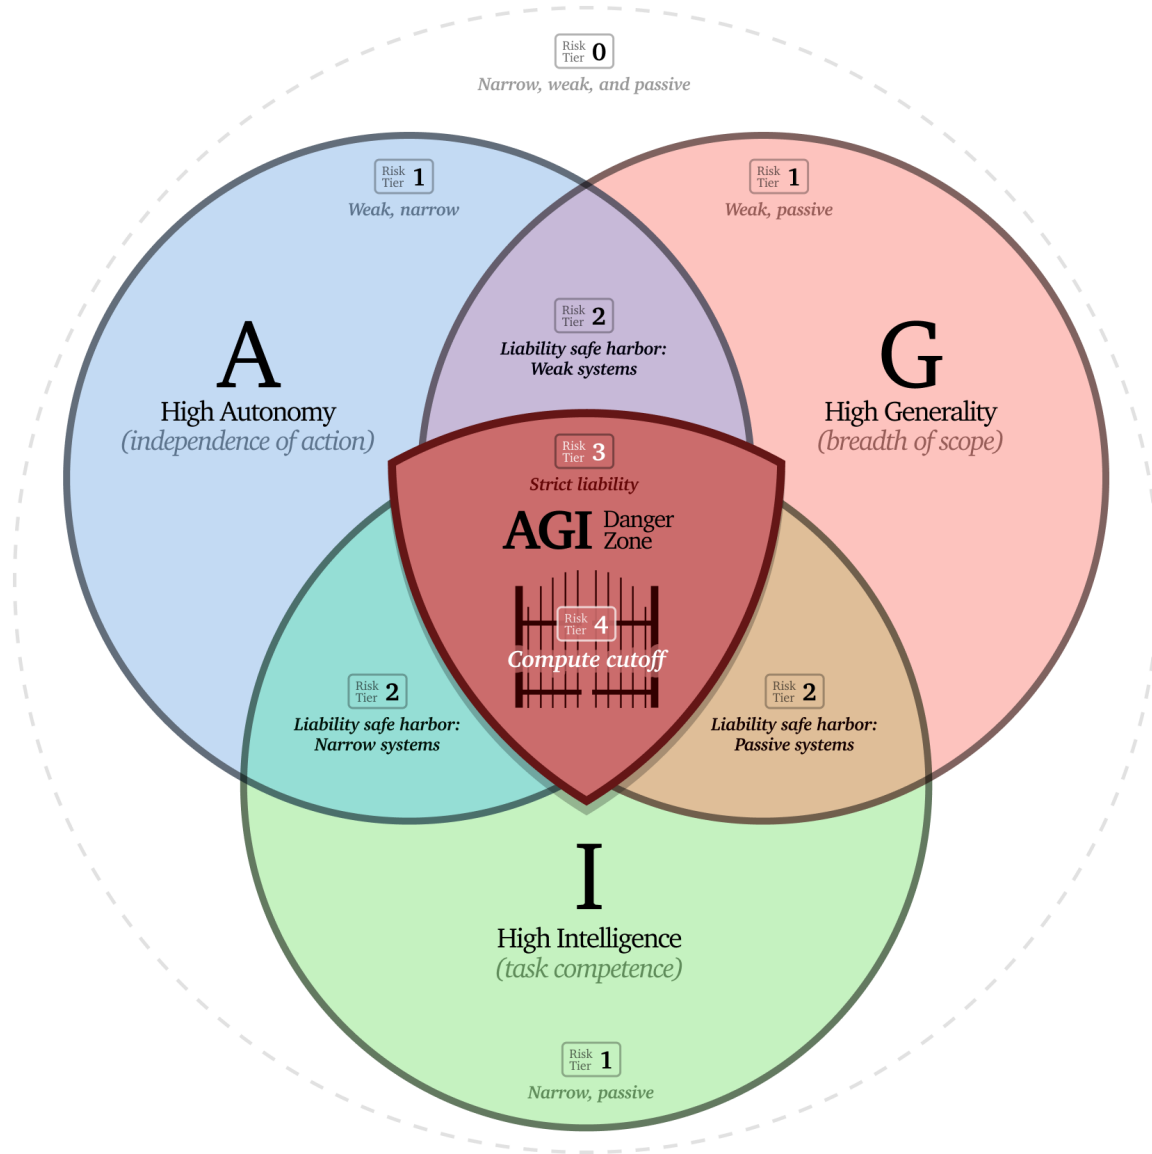 Risk
Tier 0
Narrow, weak, and passive
Risk
Tier 1
Weak, narrow
Risk
Tier 1
Weak, passive
Risk
Tier 2
Liability safe harbor:
Weak systems
A
High Autonomy
(independence of action)
G
High Generality
(breadth of scope)
Risk
Tier 3
Strict liability
AGI Danger
Zone
Risk
Tier 4
Compute cutoff
Risk
Tier 2
Liability safe harbor:
Narrow systems
Risk
Tier 2
Liability safe harbor:
Passive systems
I
High Intelligence
(task competence)
Risk
Tier 1
Narrow, passive